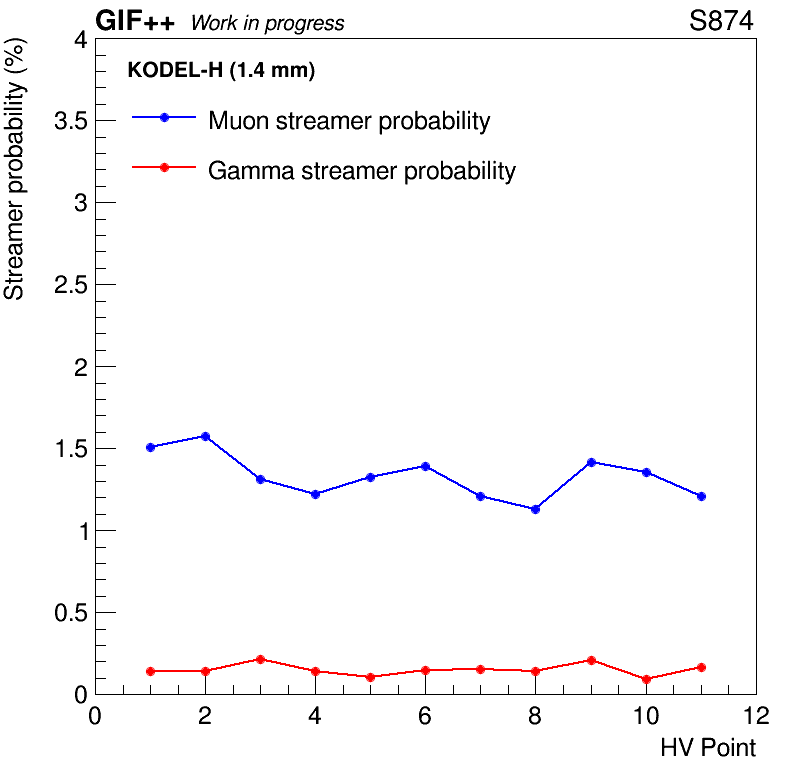 GIF++ Work in progress S874
KODEL-H (1.4 mm)
Muon streamer probability
Gamma streamer probability
Streamer probability (%)
4
3.5
3
2.5
2
1.5
1
0.5
0
0 2 4 6 8 10 12
HV Point